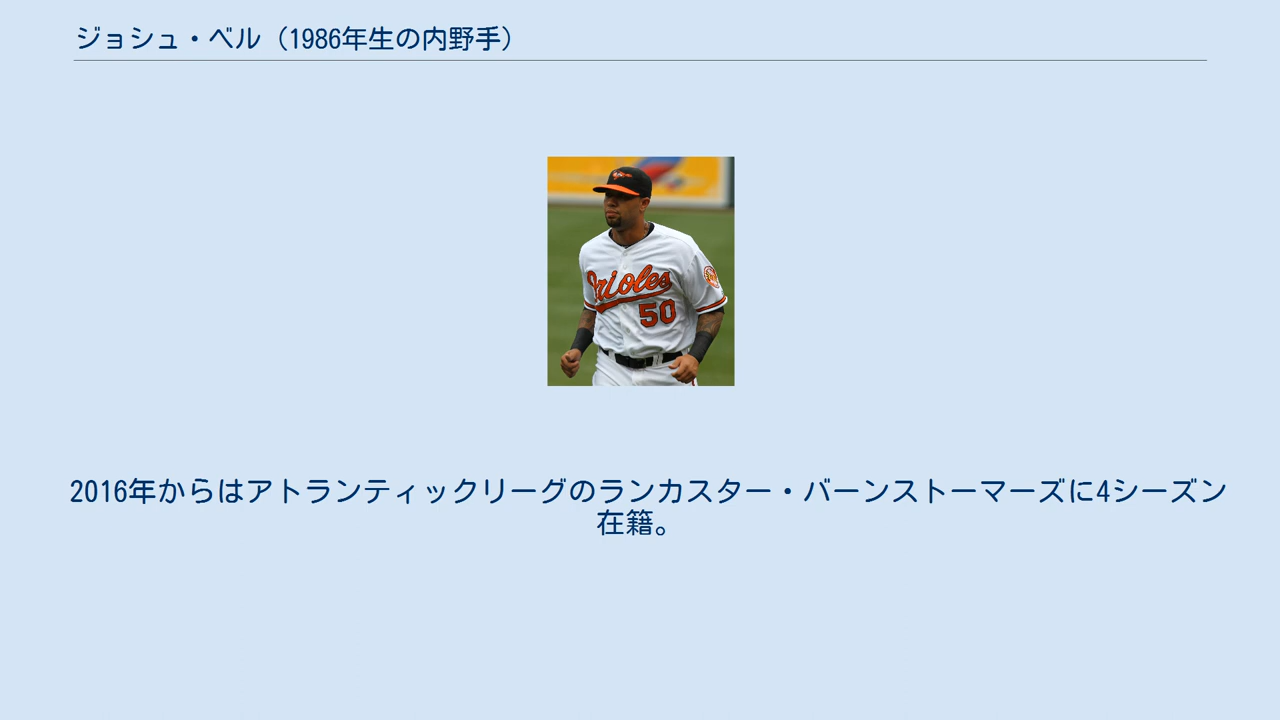 ジョシュ・ベル（1986年生の内野手）
Orioles
50
2016年からはアトランティックリーグのランカスター・バーンストーマーズに4シーズン
在籍。